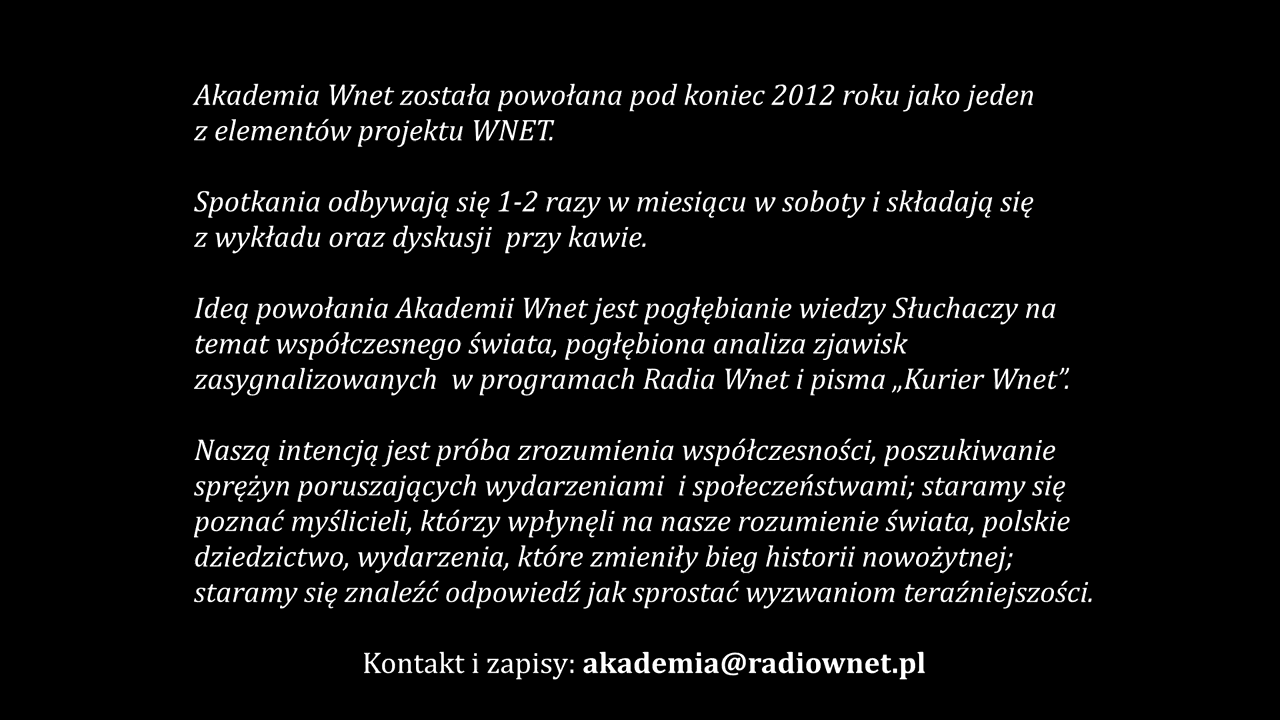 Akademia Wnet została powołana pod koniec 2012 roku jako jeden
z elementów projektu WNET.
Spotkania odbywają się 1-2 razy w miesiącu w soboty i składają się
z wykładu oraz dyskusji  przy kawie.
Ideą powołania Akademii Wnet jest pogłębianie wiedzy Słuchaczy na
temat współczesnego świata, pogłębiona analiza zjawisk
zasygnalizowanych  w programach Radia Wnet i pisma „Kurier Wnet”.
Naszą intencją jest próba zrozumienia współczesności, poszukiwanie
sprężyn poruszających wydarzeniami  i społeczeństwami; staramy się
poznać myślicieli, którzy wpłynęli na nasze rozumienie świata, polskie
dziedzictwo, wydarzenia, które zmieniły bieg historii nowożytnej;
staramy się znaleźć odpowiedź jak sprostać wyzwaniom teraźniejszości.
Kontakt i zapisy: akademia@radiownet.pl